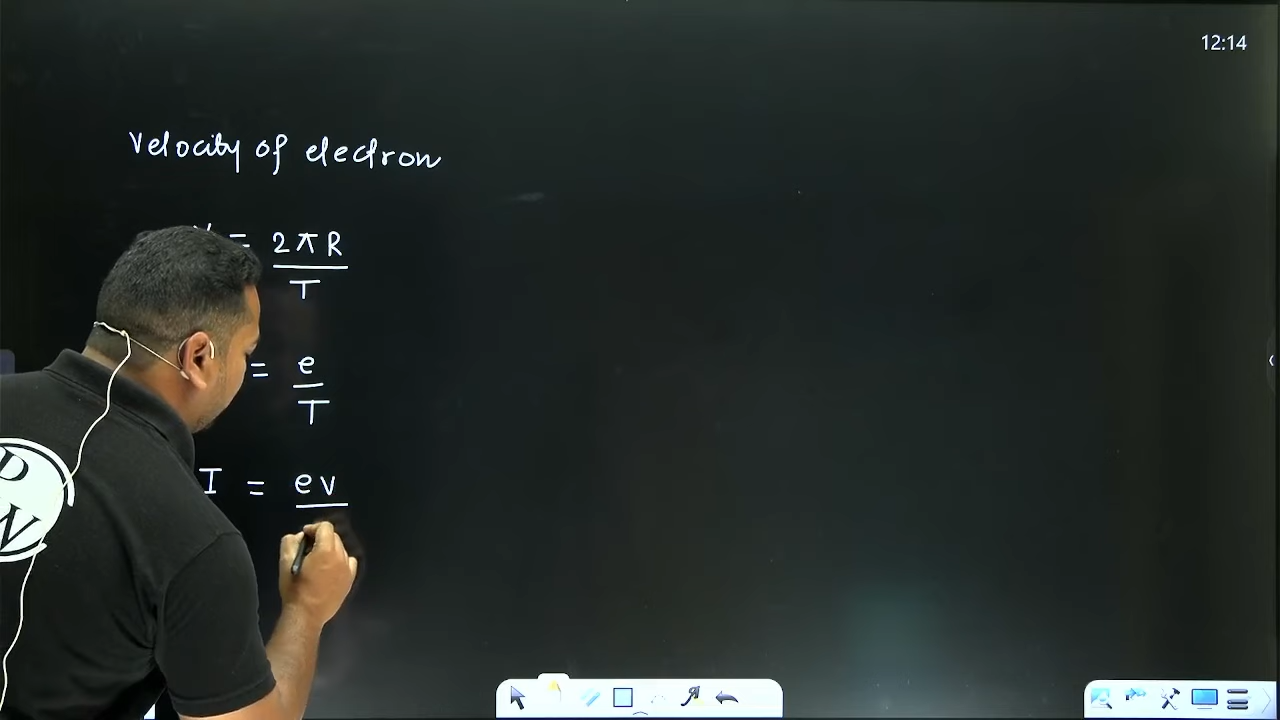 12:14
Velocity of electron
V = 2πR
T
= e
T
I = ev